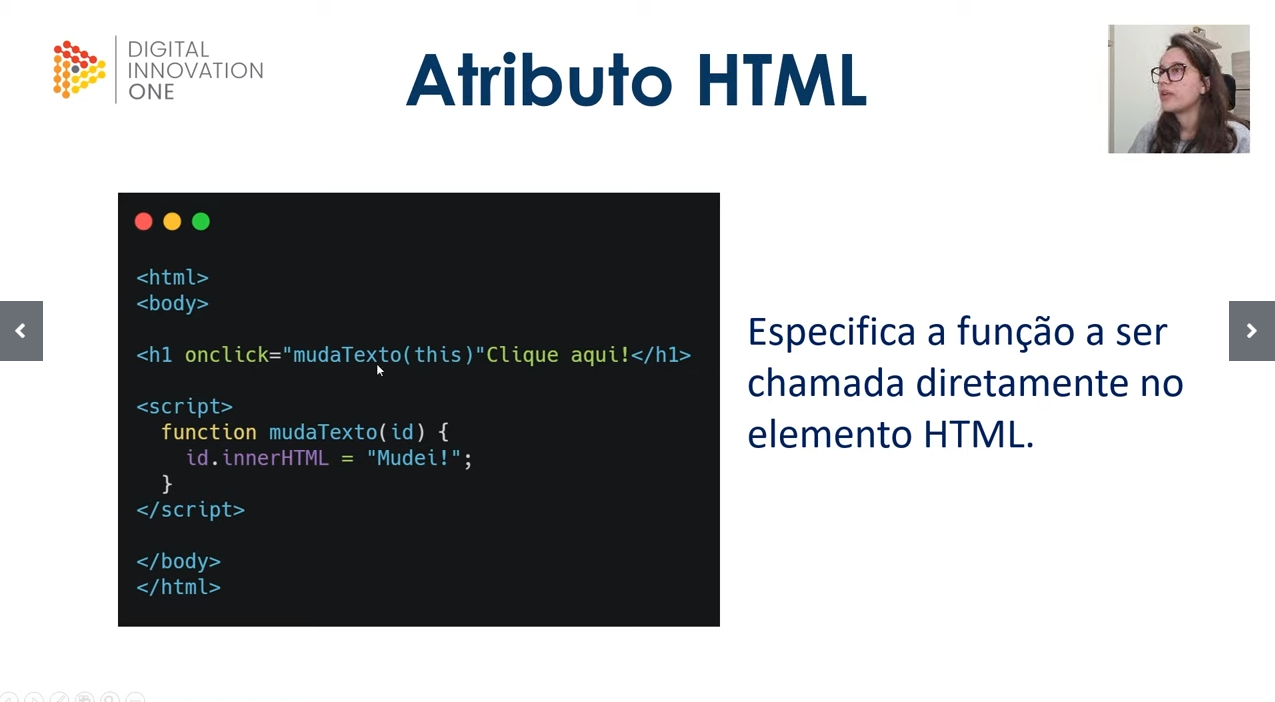 DIGITAL
INNOVATION
ONE
Atributo HTML
<html>
<body>
<h1 onclick="mudaTexto(this)"Clique aqui!</h1>
<script>
function mudaTexto(id) {
id.innerHTML = "Mudei!";
}
</script>
</body>
</html>
Especifica a função a ser
chamada diretamente no
elemento HTML.